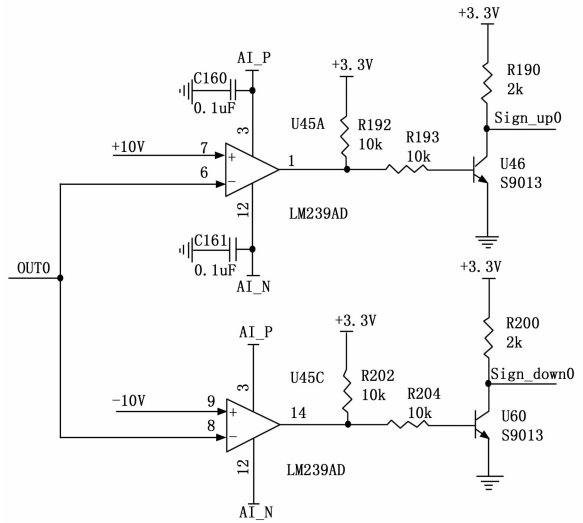 +3.3V
AI_P
C160
0.1uF
R190
2k
+3.3V
Sign_up0
3
U45A
R192
10k
R193
10k
+10V
7
+
6
−
1
U46
S9013
12
LM239AD
C161
0.1uF
AI_N
OUT0
+3.3V
AI_P
+3.3V
R200
2k
3
U45C
R202
10k
R204
10k
Sign_down0
−10V
9
+
8
−
14
U60
S9013
12
LM239AD
AI_N